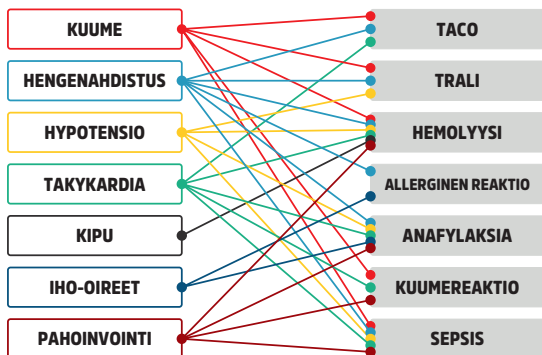 KUUME
HENGENAHDISTUS
HYPOTENSIO
TAKYKARDIA
KIPU
IHO-OIREET
PAHOINVOINTI
TACO
TRALI
HEMOLYYSI
ALLERGINEN REAKTIO
ANAFYLAKSIA
KUUMEREAKTIO
SEPSIS